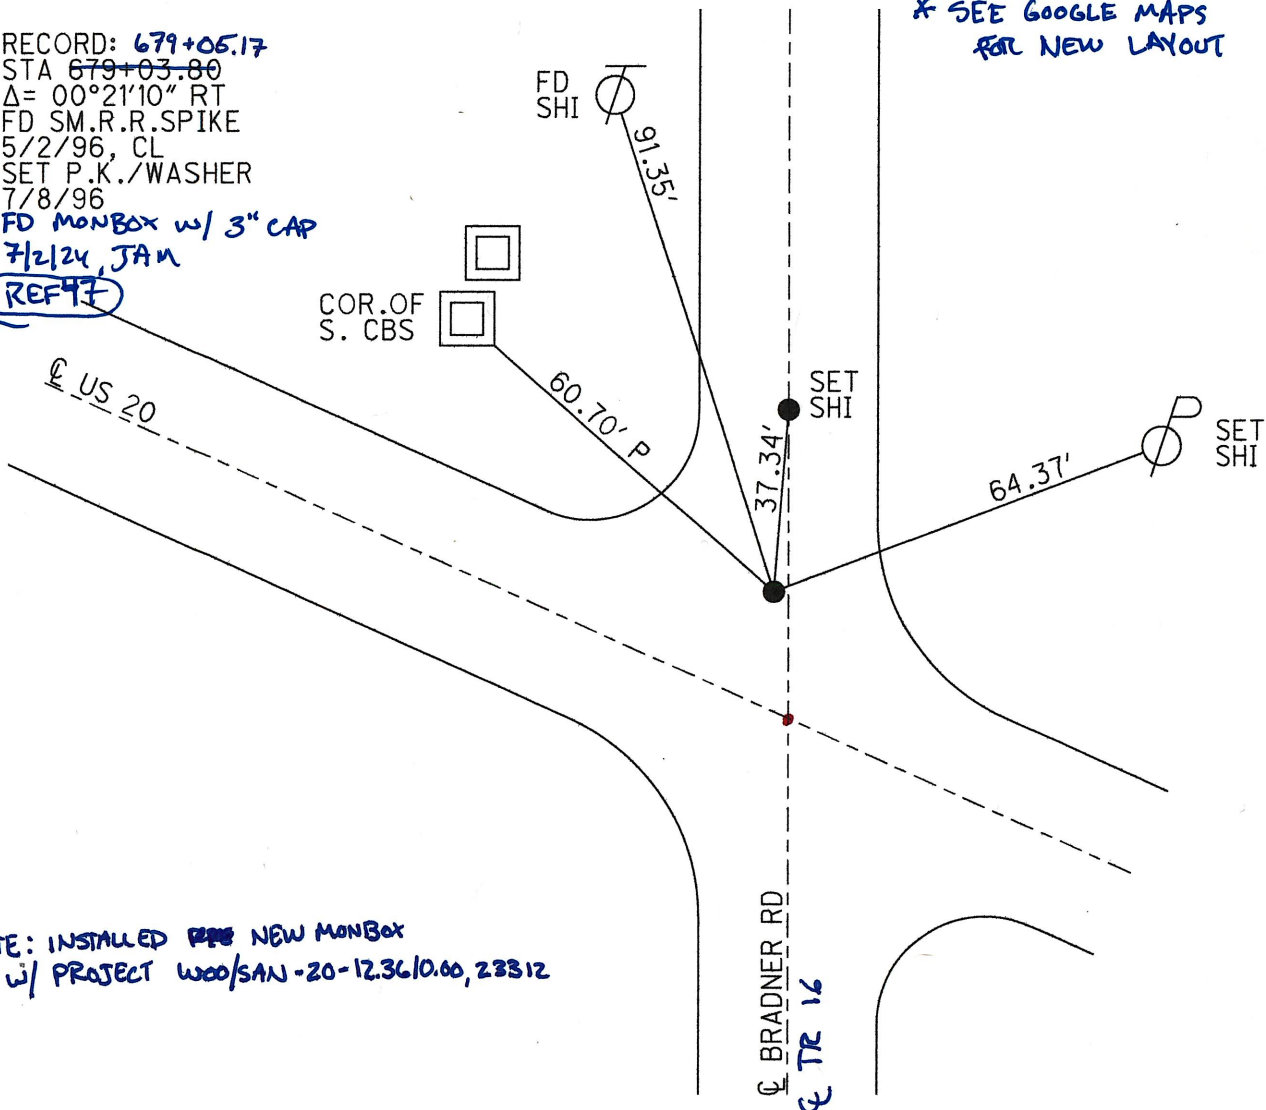 * SEE GOOGLE MAPS
FOR NEW LAYOUT
RECORD: 679+05.17
STA 679+03.80
Δ= 00°21'10" RT
FD SM.R.R.SPIKE
5/2/96, CL
SET P.K./WASHER
7/8/96
FD MONBOX w/ 3" CAP
7/2/24, JAM
REF 47
FD
SHI
91.35'
COR.OF
S. CBS
60.70' P
℄ US 20
SET
SHI
37.34'
64.37'
SET
SHI
TE: INSTALLED NEW MONBOX
w/ PROJECT WOO/SAN-20-12.36/0.00, 23312
℄ BRADNER RD
℄ TR 16